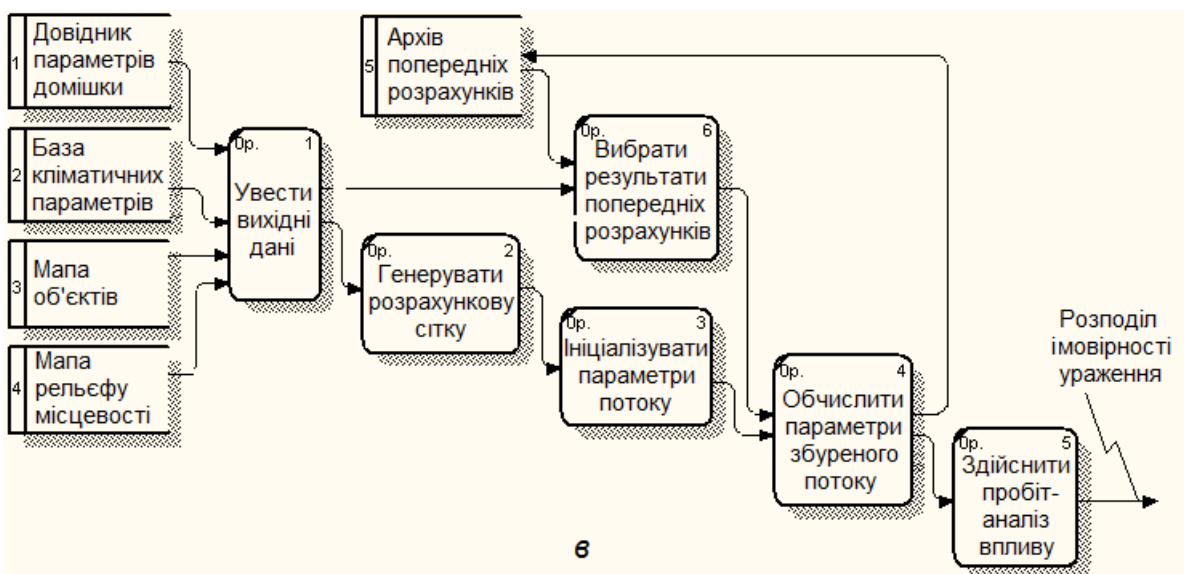 1
Довідник
параметрів
домішки
2
База
кліматичних
параметрів
3
Мапа
об'єктів
4
Мапа
рельєфу
місцевості
5
Архів
попередніх
розрахунків
0р. 1
Увести
вихідні
дані
0р. 6
Вибрати
результати
попередніх
розрахунків
0р. 2
Генерувати
розрахункову
сітку
0р. 3
Ініціалізувати
параметри
потоку
0р. 4
Обчислити
параметри
збуреного
потоку
0р. 5
Здійснити
пробіт-
аналіз
впливу
Розподіл
імовірності
ураження
в